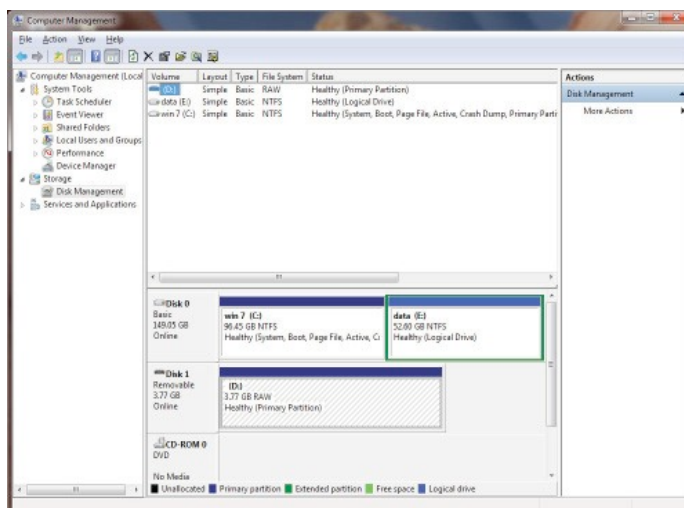 Computer Management
File Action View Help
Computer Management (Local
System Tools
Task Scheduler
Event Viewer
Shared Folders
Local Users and Groups
Performance
Device Manager
Storage
Disk Management
Services and Applications
Volume Layout Type File System Status
(D:) Simple Basic RAW Healthy (Primary Partition)
data (E:) Simple Basic NTFS Healthy (Logical Drive)
win 7 (C:) Simple Basic NTFS Healthy (System, Boot, Page File, Active, Crash Dump, Primary Parti
Disk 0
Basic
149.05 GB
Online
win 7 (C:)
96.45 GB NTFS
Healthy (System, Boot, Page File, Active, C
data (E:)
52.60 GB NTFS
Healthy (Logical Drive)
Disk 1
Removable
3.77 GB
Online
(D:)
3.77 GB RAW
Healthy (Primary Partition)
CD-ROM 0
DVD
No Media
Unallocated Primary partition Extended partition Free space Logical drive
Actions
Disk Management
More Actions